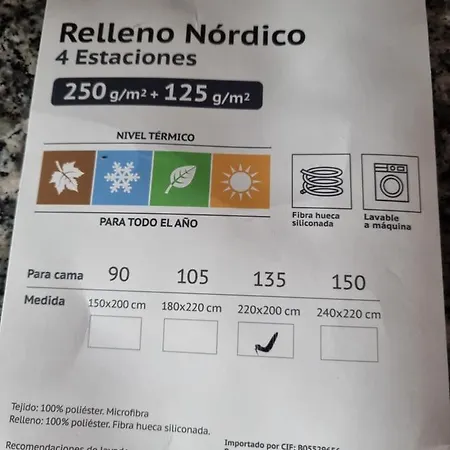 Relleno Nórdico
4 Estaciones
250 g/m² + 125 g/m²
NIVEL TÉRMICO
PARA TODO EL AÑO
Fibra hueca
siliconada
Lavable
a máquina
Para cama 90 105 135 150
Medida 150x200 cm 180x220 cm 220x200 cm 240x220 cm
Tejido: 100% poliéster. Microfibra
Relleno: 100% poliéster. Fibra hueca siliconada.
Recomendaciones de
Importado por CIF: